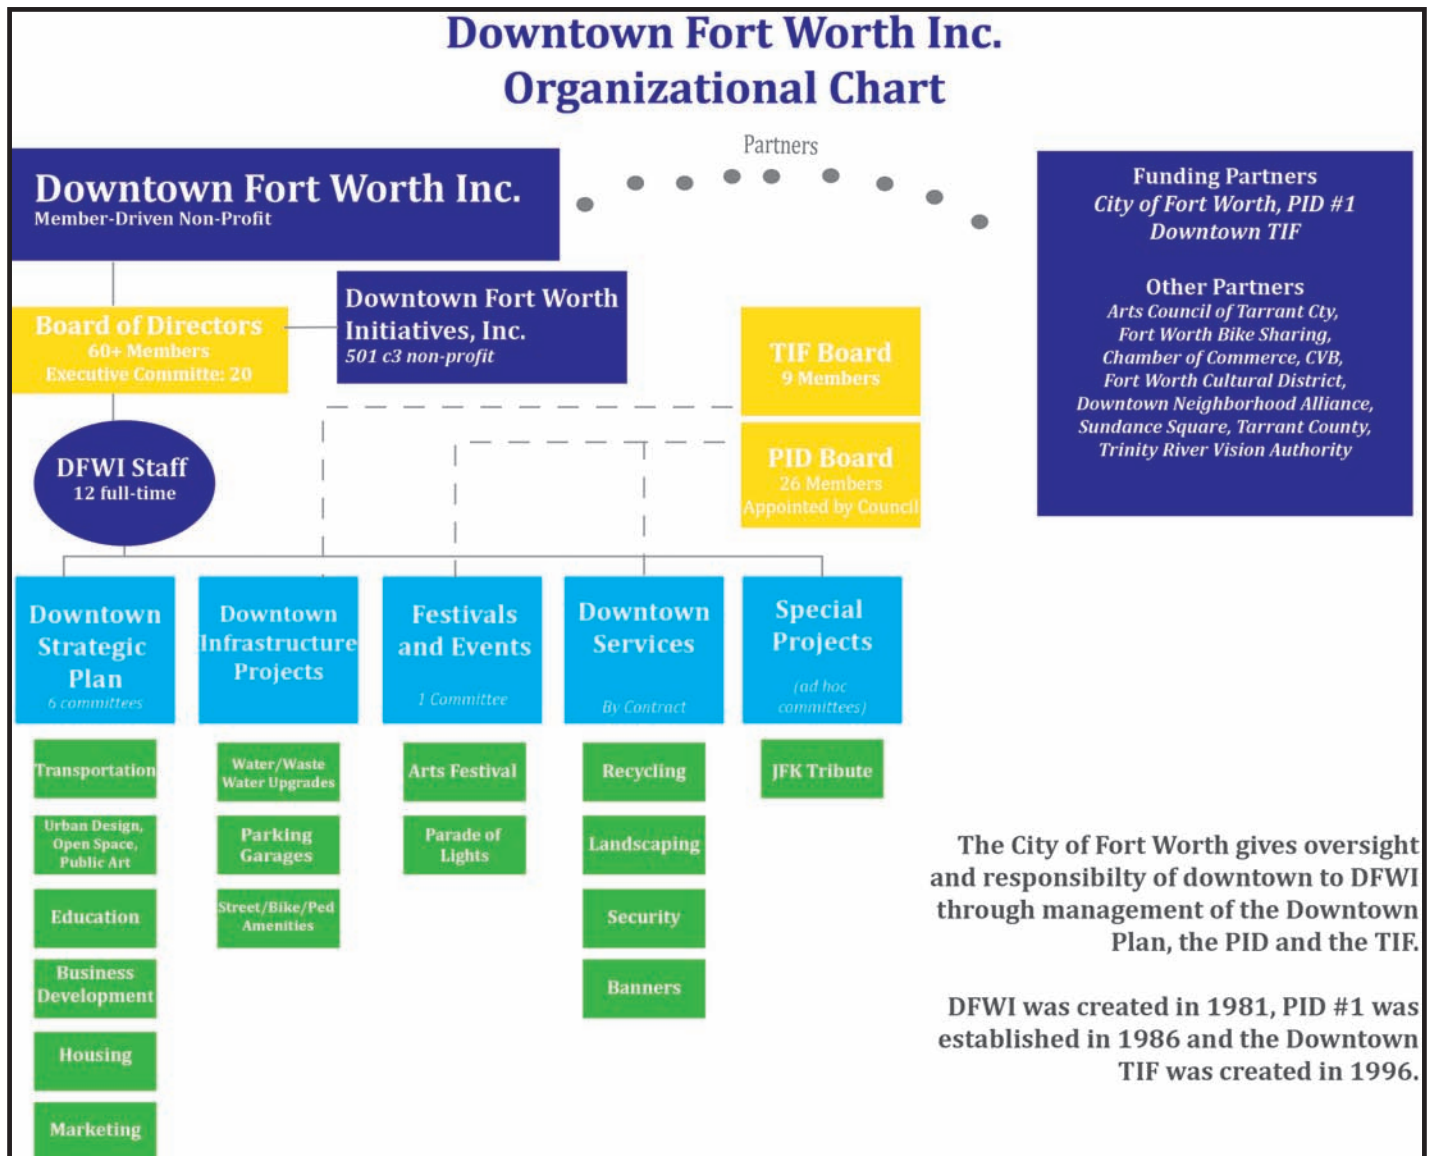 Downtown Fort Worth Inc.
Organizational Chart
Partners
Downtown Fort Worth Inc.
Member-Driven Non-Profit
Funding Partners
City of Fort Worth, PID #1
Downtown TIF
Other Partners
Arts Council of Tarrant Cty,
Fort Worth Bike Sharing,
Chamber of Commerce, CVB,
Fort Worth Cultural District,
Downtown Neighborhood Alliance,
Sundance Square, Tarrant County,
Trinity River Vision Authority
Board of Directors
60+ Members
Executive Committe: 20
Downtown Fort Worth
Initiatives, Inc.
501 c3 non-profit
TIF Board
9 Members
PID Board
26 Members
Appointed by Council
DFWI Staff
12 full-time
Downtown
Strategic
Plan
6 committees
Downtown
Infrastructure
Projects
Festivals
and Events
1 Committee
Downtown
Services
By Contract
Special
Projects
(ad hoc
committees)
Transportation
Urban Design,
Open Space,
Public Art
Education
Business
Development
Housing
Marketing
Water/Waste
Water Upgrades
Parking
Garages
Street/Bike/Ped
Amenities
Arts Festival
Parade of
Lights
Recycling
Landscaping
Security
Banners
JFK Tribute
The City of Fort Worth gives oversight
and responsibilty of downtown to DFWI
through management of the Downtown
Plan, the PID and the TIF.
DFWI was created in 1981, PID #1 was
established in 1986 and the Downtown
TIF was created in 1996.